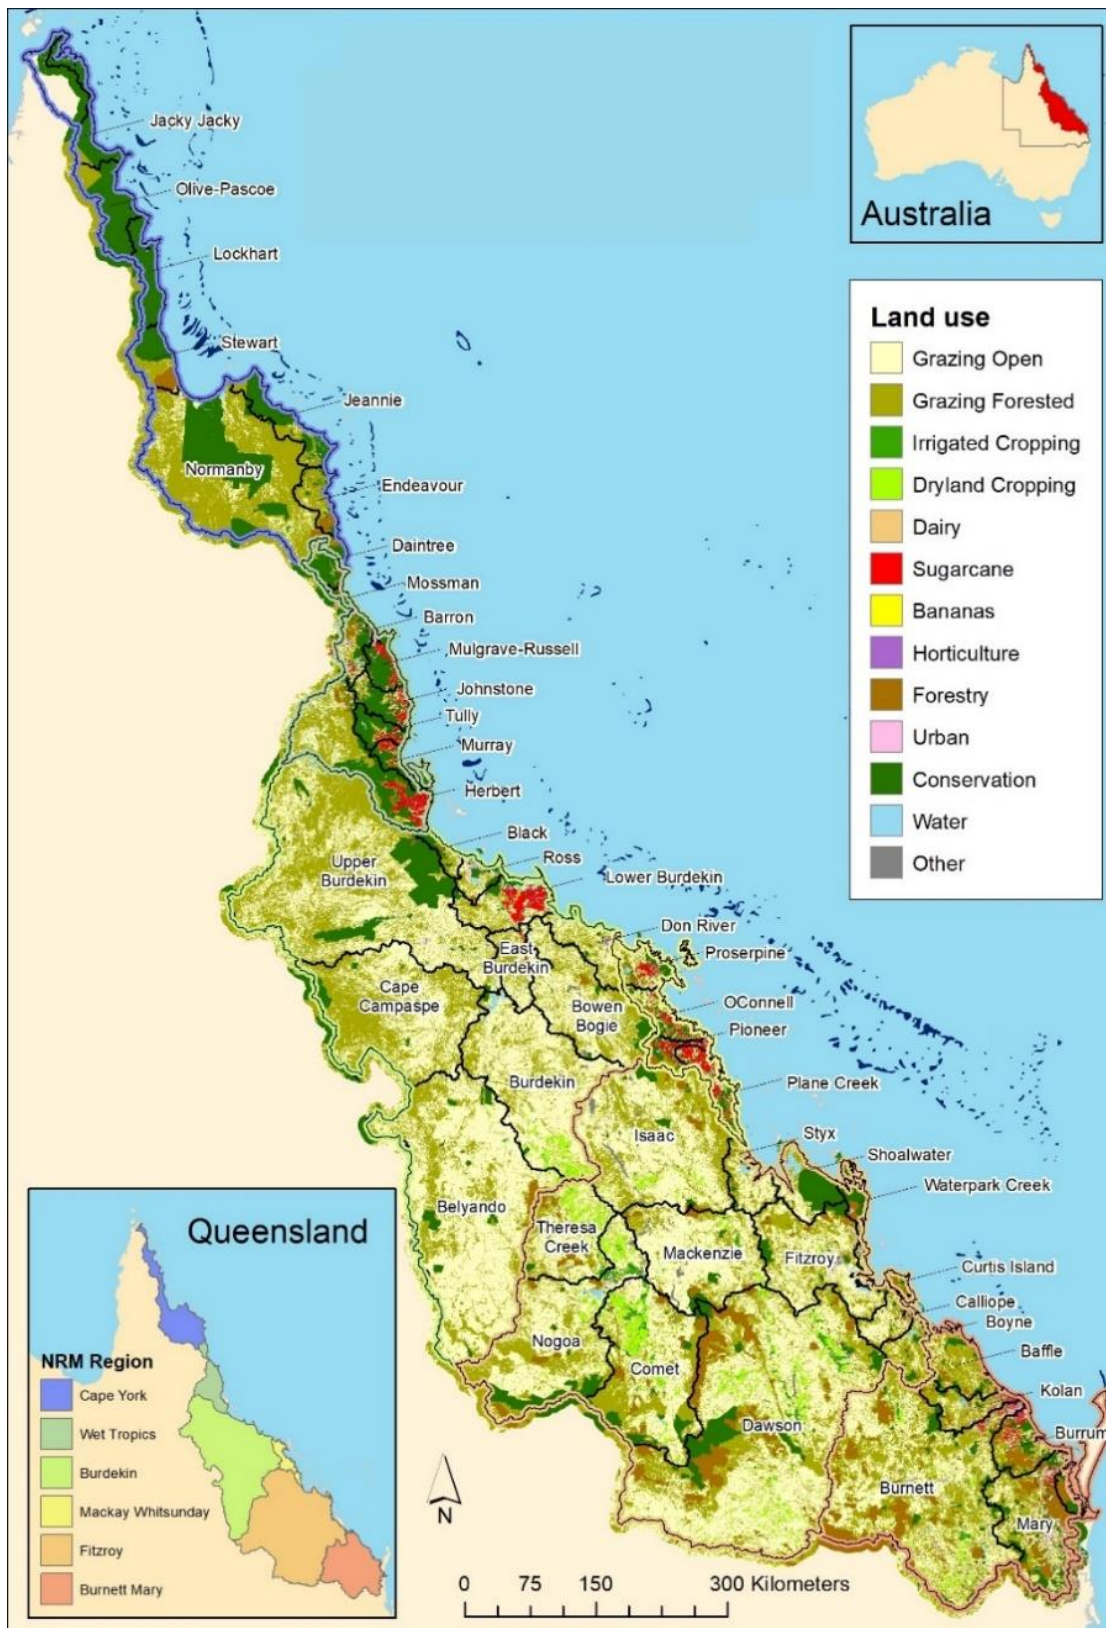 Jacky Jacky
Olive-Pascoe
Lockhart
Stewart
Jeannie
Normanby
Endeavour
Daintree
Mossman
Barron
Mulgrave-Russell
Johnstone
Tully
Murray
Herbert
Black
Ross
Upper
Burdekin
Lower Burdekin
Don River
East
Burdekin
Proserpine
Cape
Campaspe
Bowen
Bogie
OConnell
Pioneer
Burdekin
Plane Creek
Isaac
Styx
Shoalwater
Waterpark Creek
Belyando
Theresa
Creek
Mackenzie
Fitzroy
Curtis Island
Calliope
Boyne
Nogoa
Comet
Baffle
Kolan
Dawson
Burrum
Burnett
Mary
Australia
Land use
Grazing Open
Grazing Forested
Irrigated Cropping
Dryland Cropping
Dairy
Sugarcane
Bananas
Horticulture
Forestry
Urban
Conservation
Water
Other
Queensland
NRM Region
Cape York
Wet Tropics
Burdekin
Mackay Whitsunday
Fitzroy
Burnett Mary
N
0 75 150 300 Kilometers